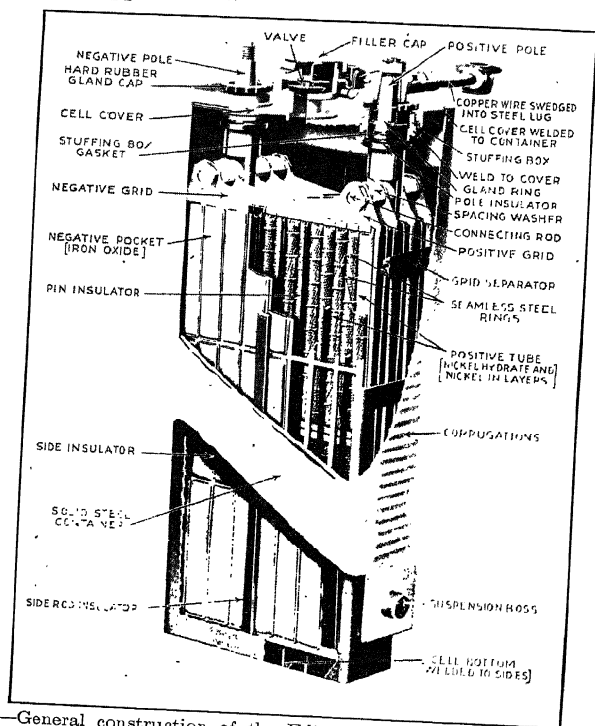 VALVE
FILLER CAP
NEGATIVE POLE
POSITIVE POLE
HARD RUBBER
GLAND CAP
CELL COVER
STUFFING BOX
GASKET
NEGATIVE GRID
NEGATIVE POCKET
[IRON OXIDE]
PIN INSULATOR
SIDE INSULATOR
SOLID STEEL
CONTAINER
SIDE ROD INSULATOR
COPPER WIRE SWEDGED
INTO STEEL LUG
CELL COVER WELDED
TO CONTAINER
STUFFING BOX
WELD TO COVER
GLAND RING
POLE INSULATOR
SPACING WASHER
CONNECTING ROD
POSITIVE GRID
GRID SEPARATOR
SEAMLESS STEEL
RINGS
POSITIVE TUBE
[NICKEL HYDRATE AND]
[NICKEL IN LAYERS]
CORRUGATIONS
SUSPENSION BOSS
CELL BOTTOM
WELDED TO SIDES]
—General construction of the